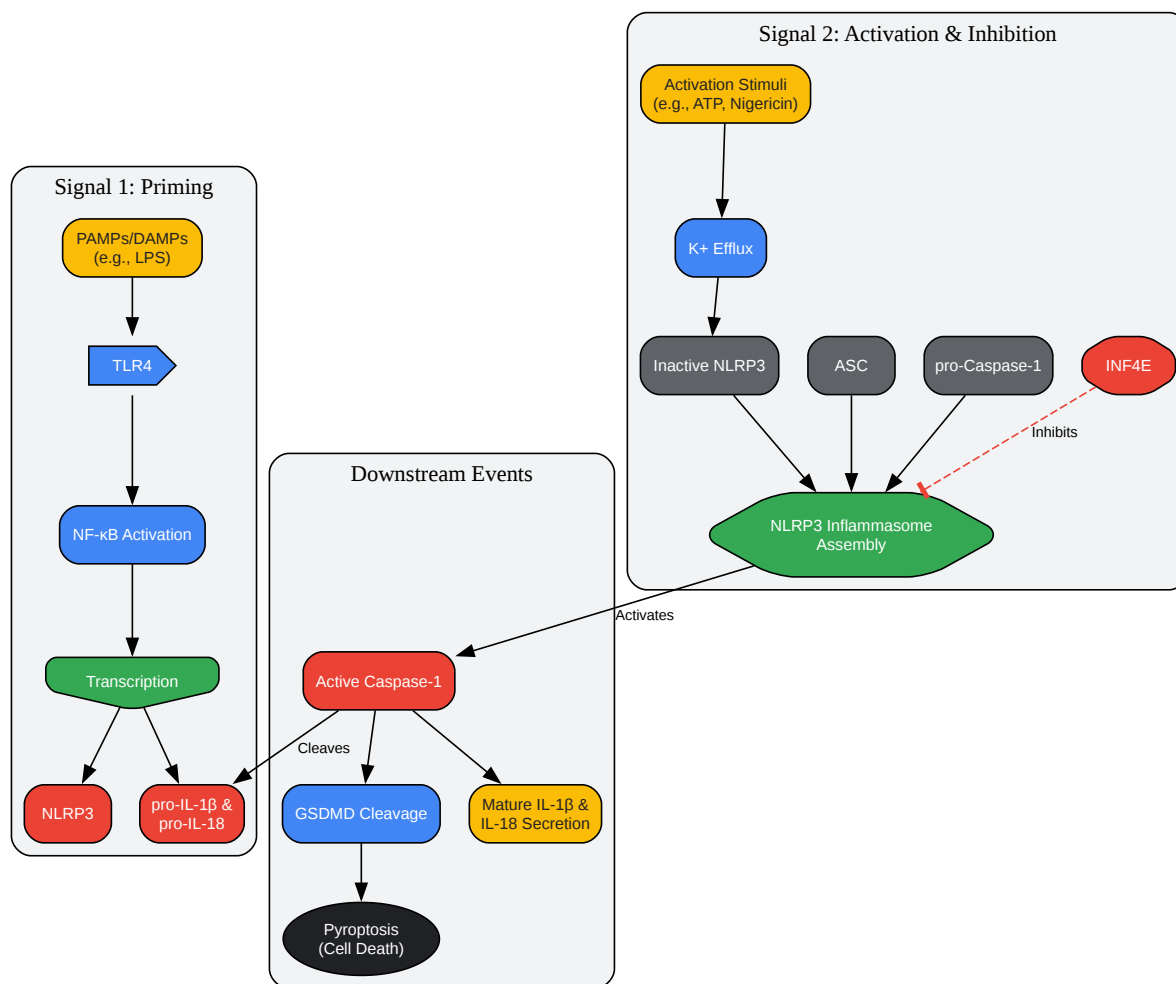 Signal 2: Activation & Inhibition
Activation Stimuli
(e.g., ATP, Nigericin)
K+ Efflux
Inactive NLRP3
ASC
pro-Caspase-1
INF4E
Inhibits
NLRP3 Inflammasome
Assembly
Signal 1: Priming
PAMPs/DAMPs
(e.g., LPS)
TLR4
NF-κB Activation
Transcription
NLRP3
pro-IL-1β &
pro-IL-18
Downstream Events
Activates
Active Caspase-1
Cleaves
GSDMD Cleavage
Mature IL-1β &
IL-18 Secretion
Pyroptosis
(Cell Death)